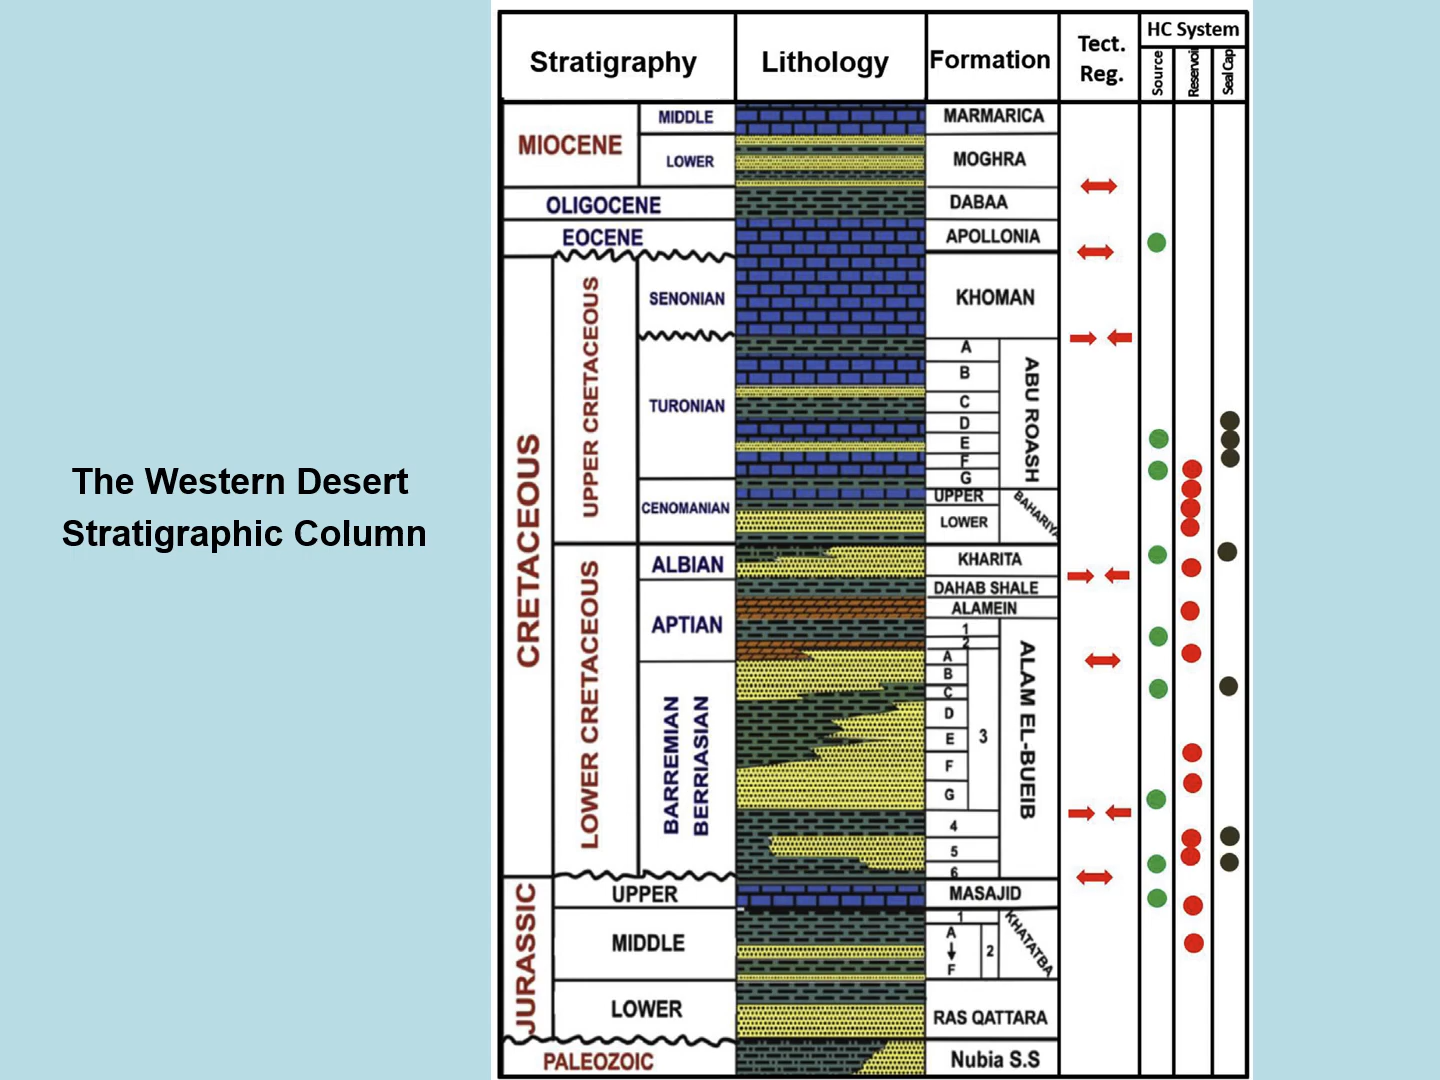 The Western Desert
Stratigraphic Column
Stratigraphy
Lithology
Formation
Tect.
Reg.
HC System
Source
Reservoir
Seal Cap
MIOCENE
MIDDLE
LOWER
OLIGOCENE
EOCENE
CRETACEOUS
UPPER CRETACEOUS
SENONIAN
TURONIAN
CENOMANIAN
LOWER CRETACEOUS
ALBIAN
APTIAN
BARREMIAN
BERRIASIAN
JURASSIC
UPPER
MIDDLE
LOWER
PALEOZOIC
MARMARICA
MOGHRA
DABAA
APOLLONIA
KHOMAN
A
B
C
D
E
F
G
ABU ROASH
UPPER
LOWER
BAHARIYA
KHARITA
DAHAB SHALE
ALAMEIN
1
2
A
B
C
D
E
F
G
3
4
5
6
ALAM EL-BUEIB
MASAJID
1
A
F
2
KHATATBA
RAS QATTARA
Nubia S.S